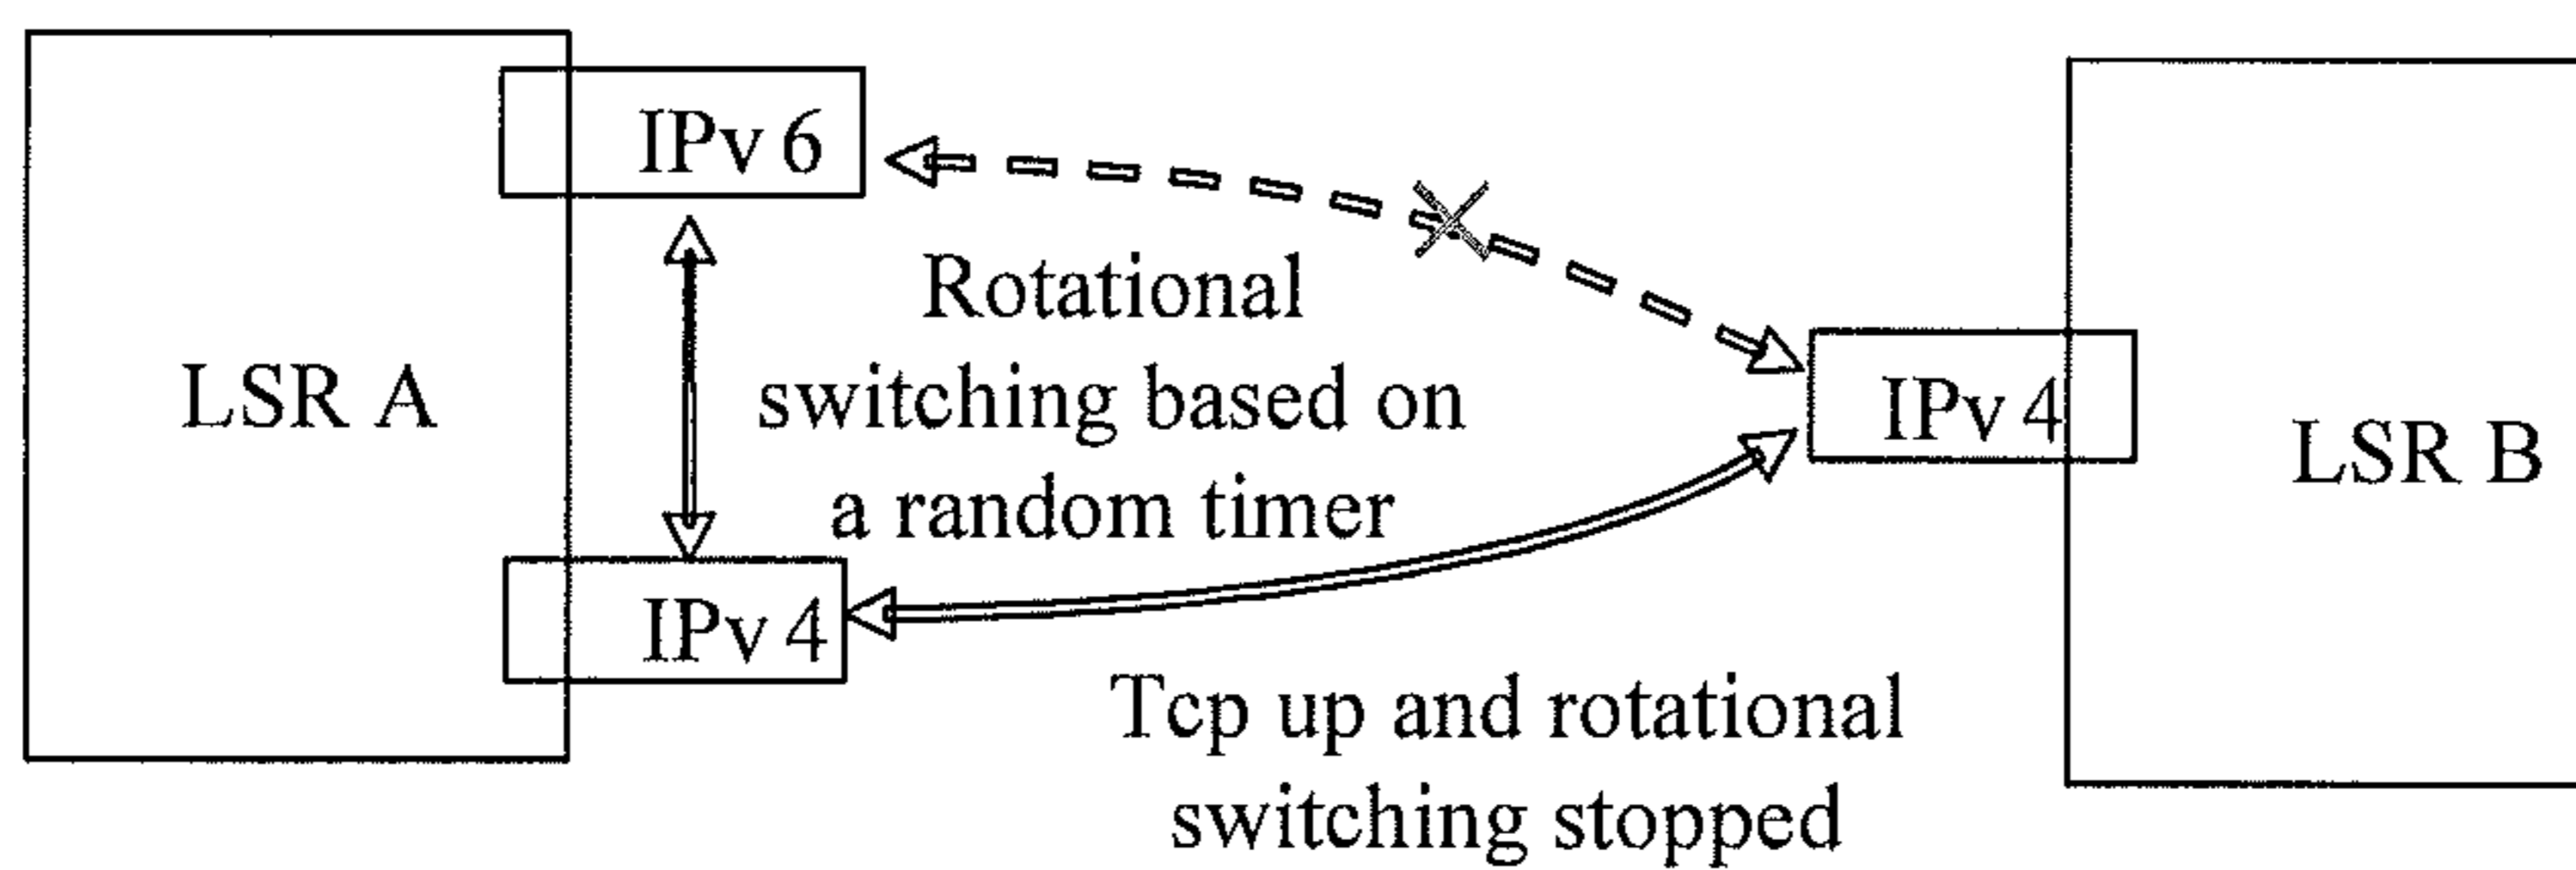 IPv 6
Rotational
switching based on
a random timer
LSR A
IPv 4
IPv 4
LSR B
Tcp up and rotational
switching stopped